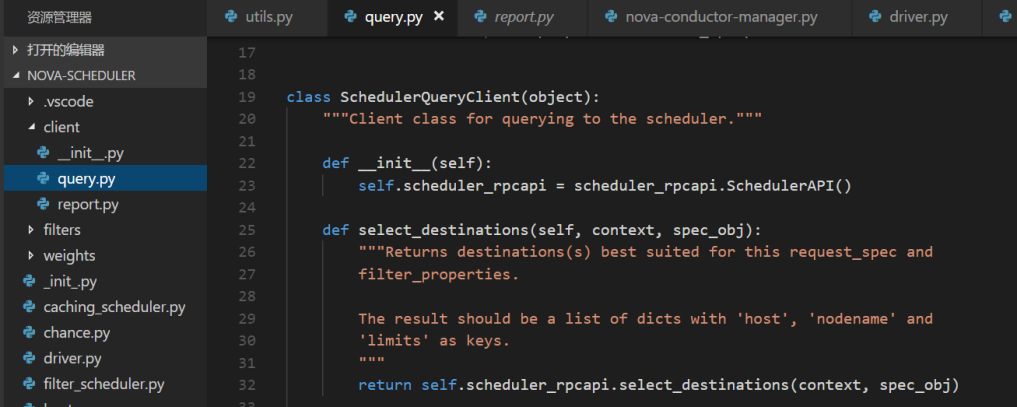 资源管理器
打开的编辑器
NOVA-SCHEDULER
.vscode
client
__init__.py
query.py
report.py
filters
weights
_init_.py
caching_scheduler.py
chance.py
driver.py
filter_scheduler.py
utils.py
query.py
report.py
nova-conductor-manager.py
driver.py
17
18
19 class SchedulerQueryClient(object):
20 """Client class for querying to the scheduler."""
21
22 def __init__(self):
23 self.scheduler_rpcapi = scheduler_rpcapi.SchedulerAPI()
24
25 def select_destinations(self, context, spec_obj):
26 """Returns destinations(s) best suited for this request_spec and
27 filter_properties.
28
29 The result should be a list of dicts with 'host', 'nodename' and
30 'limits' as keys.
31 """
32 return self.scheduler_rpcapi.select_destinations(context, spec_obj)